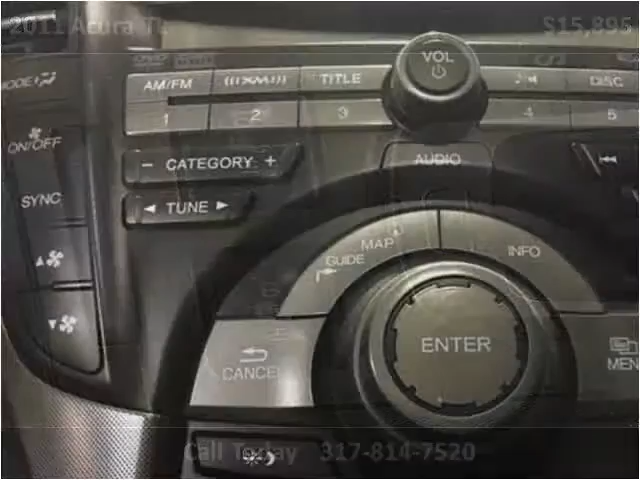 2011 Acura TL $15,895
MODE
AM/FM XM TITLE VOL DISC
1 2 3 4 5
ON/OFF
- CATEGORY + AUDIO
SYNC
TUNE
MAP
GUIDE INFO
ENTER
CANCEL MEN
Call Today 317-814-7520